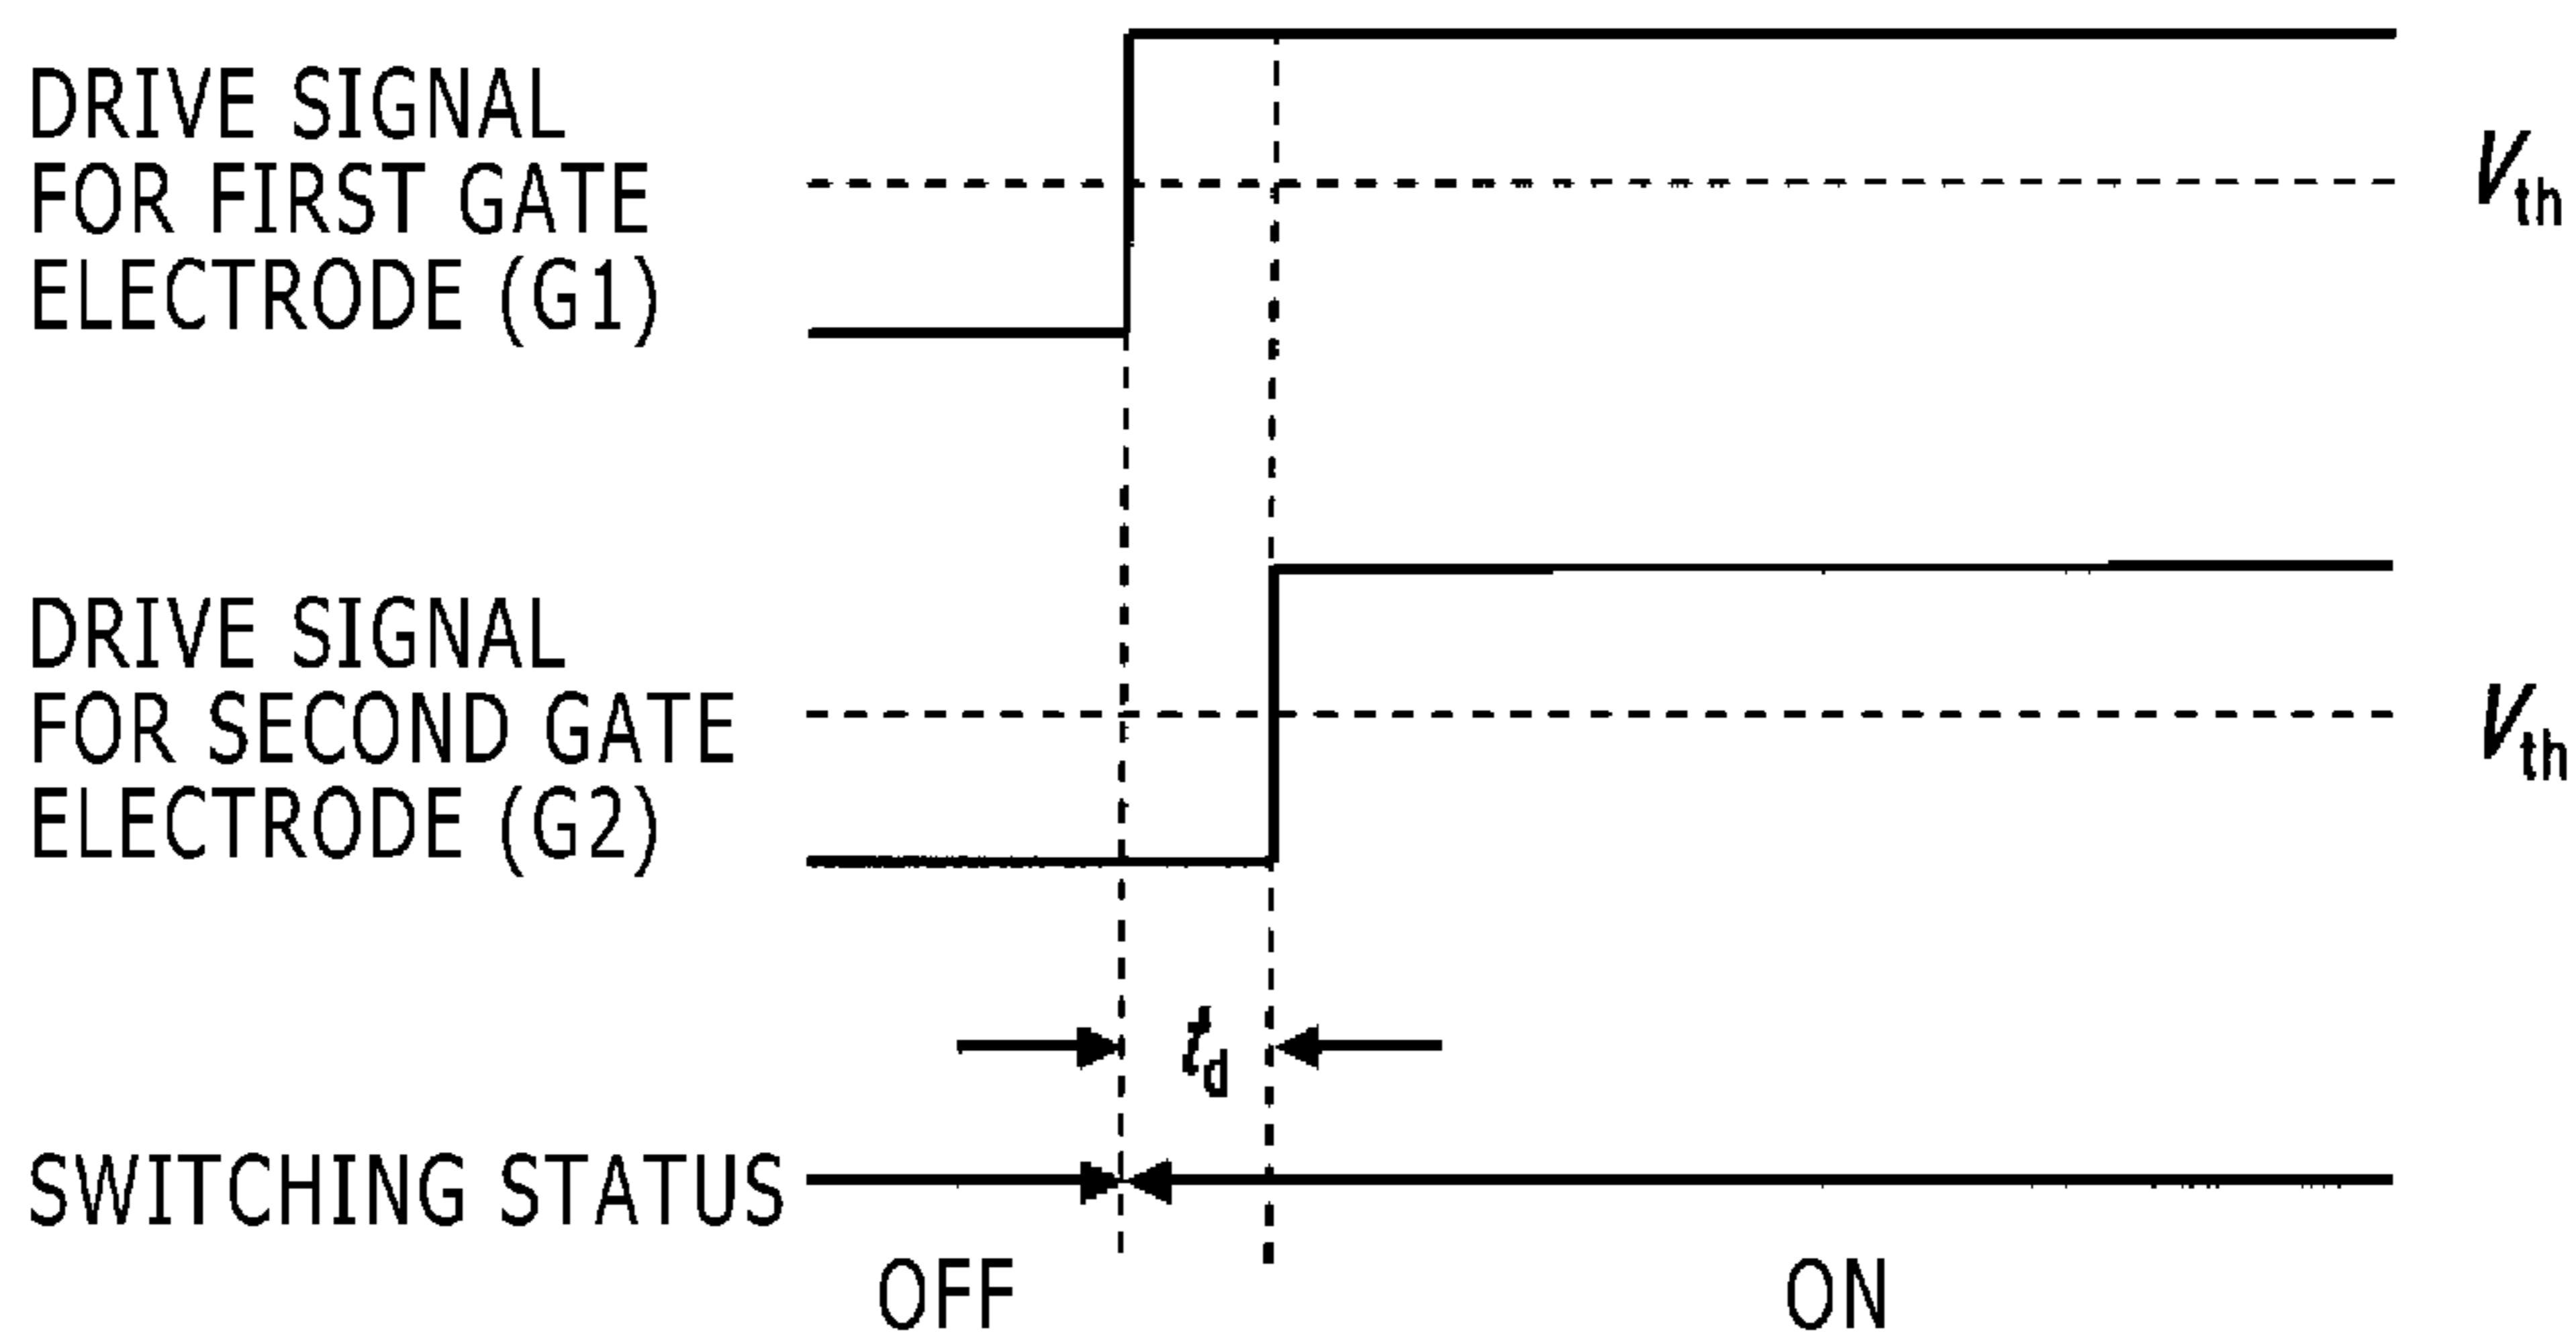 DRIVE SIGNAL
FOR FIRST GATE
ELECTRODE (G1)
Vth
DRIVE SIGNAL
FOR SECOND GATE
ELECTRODE (G2)
Vth
td
SWITCHING STATUS
OFF
ON